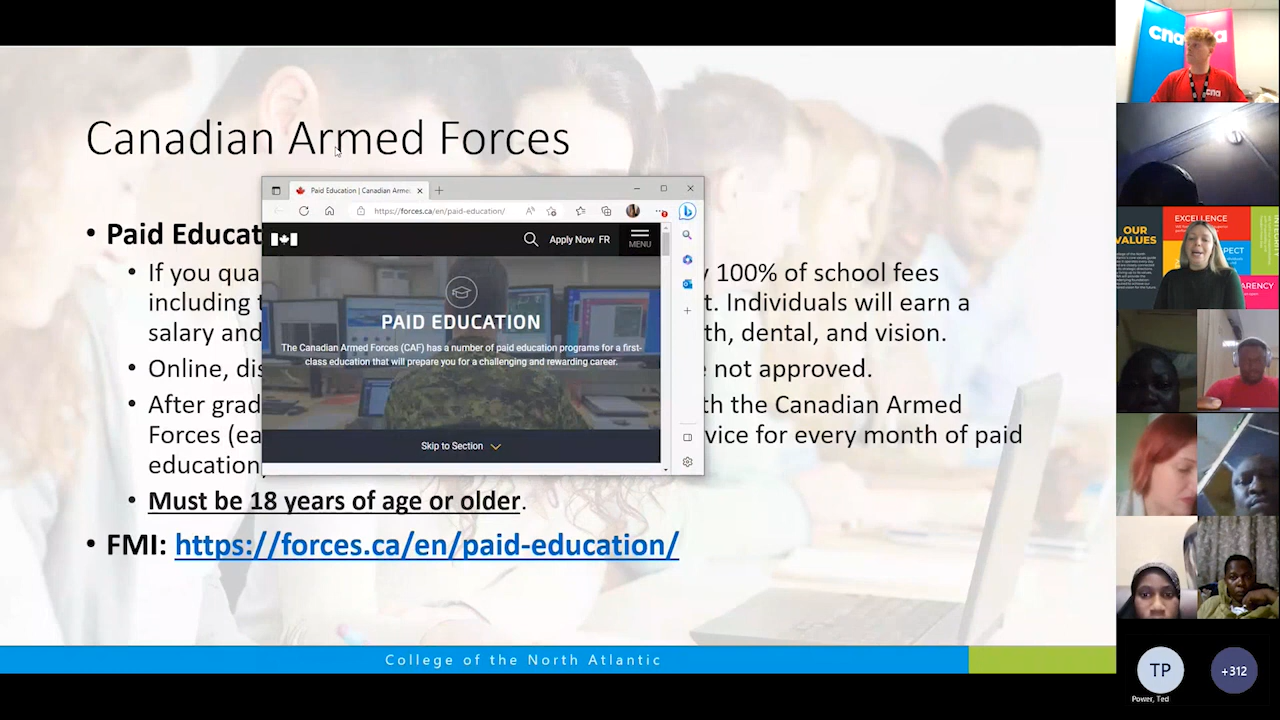 Canadian Armed Forces
• Paid Educat
• If you qua
y 100% of school fees
including t
t. Individuals will earn a
salary and
th, dental, and vision.
• Online, dis
e not approved.
• After grad
th the Canadian Armed
Forces (ea
vice for every month of paid
education
• Must be 18 years of age or older.
• FMI: https://forces.ca/en/paid-education/
College of the North Atlantic
Paid Education | Canadian Arme
https://forces.ca/en/paid-education/
Apply Now FR
MENU
PAID EDUCATION
The Canadian Armed Forces (CAF) has a number of paid education programs for a first-
class education that will prepare you for a challenging and rewarding career.
Skip to Section
cna
cna
OUR
VALUES
EXCELLENCE
TP
Power, Ted
+312